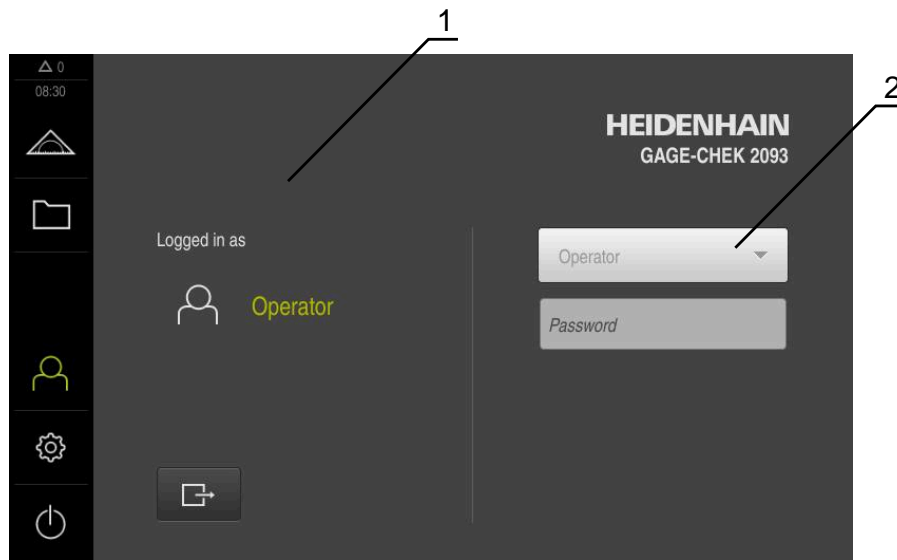 1
2
0
08:30
HEIDENHAIN
GAGE-CHEK 2093
Logged in as
Operator
Operator
Password